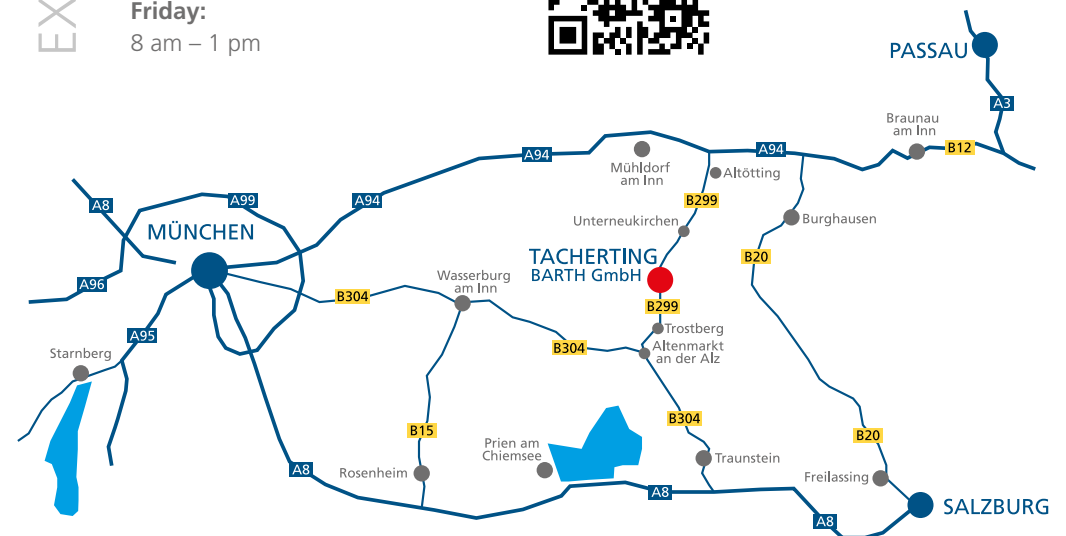 EX
Friday:
8 am – 1 pm
PASSAU
A3
Braunau
am Inn
B12
A94
A94
Mühldorf
am Inn
Altötting
A8
A99
A94
B299
Unterneukirchen
Burghausen
MÜNCHEN
TACHERTING
BARTH GmbH
B20
A96
Wasserburg
am Inn
B304
B299
Trostberg
A95
B304
Altenmarkt
an der Alz
Starnberg
B15
B304
B20
Prien am
Chiemsee
Traunstein
A8
Rosenheim
Freilassing
A8
SALZBURG
A8